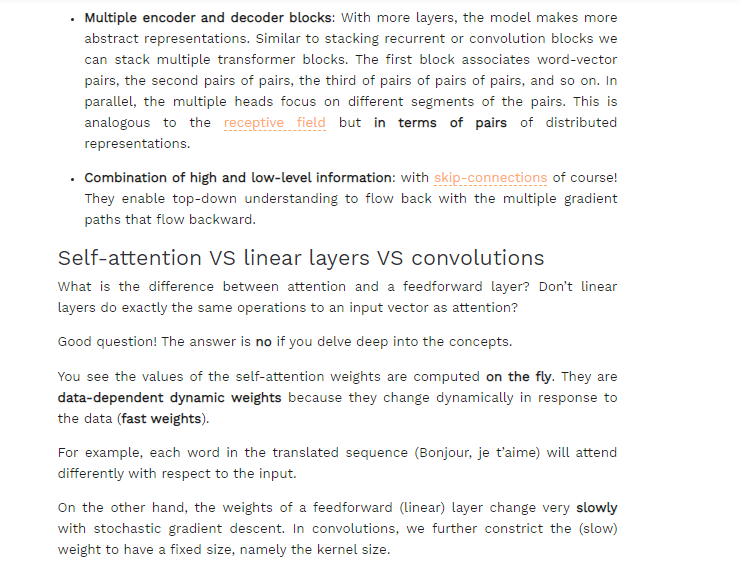 • Multiple encoder and decoder blocks: With more layers, the model makes more
abstract representations. Similar to stacking recurrent or convolution blocks we
can stack multiple transformer blocks. The first block associates word-vector
pairs, the second pairs of pairs, the third of pairs of pairs of pairs, and so on. In
parallel, the multiple heads focus on different segments of the pairs. This is
analogous to the receptive field but in terms of pairs of distributed
representations.
• Combination of high and low-level information: with skip-connections of course!
They enable top-down understanding to flow back with the multiple gradient
paths that flow backward.
Self-attention VS linear layers VS convolutions
What is the difference between attention and a feedforward layer? Don't linear
layers do exactly the same operations to an input vector as attention?
Good question! The answer is no if you delve deep into the concepts.
You see the values of the self-attention weights are computed on the fly. They are
data-dependent dynamic weights because they change dynamically in response to
the data (fast weights).
For example, each word in the translated sequence (Bonjour, je t'aime) will attend
differently with respect to the input.
On the other hand, the weights of a feedforward (linear) layer change very slowly
with stochastic gradient descent. In convolutions, we further constrict the (slow)
weight to have a fixed size, namely the kernel size.